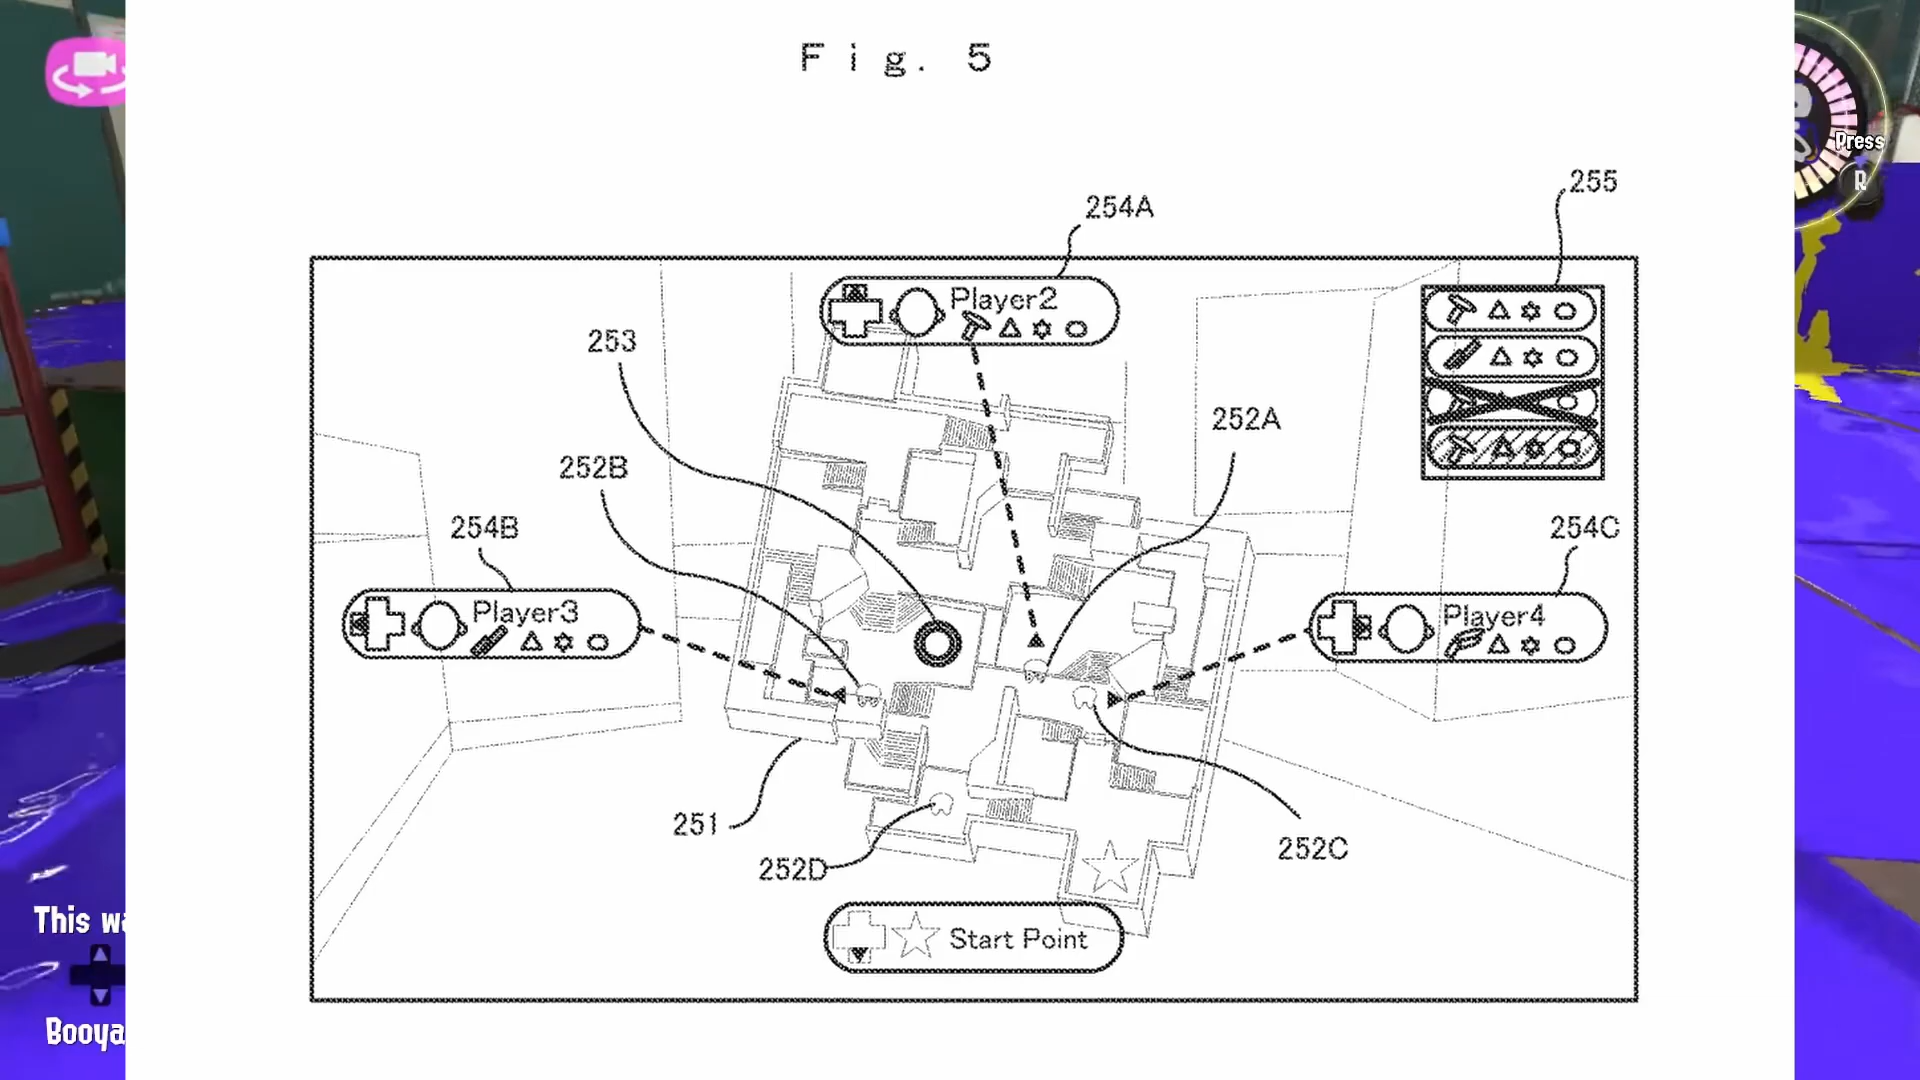 Fig. 5
Press
R
255
254A
Player2
253
252A
252B
254B
254C
Player3
Player4
251
252D
252C
This wa
Start Point
Booya